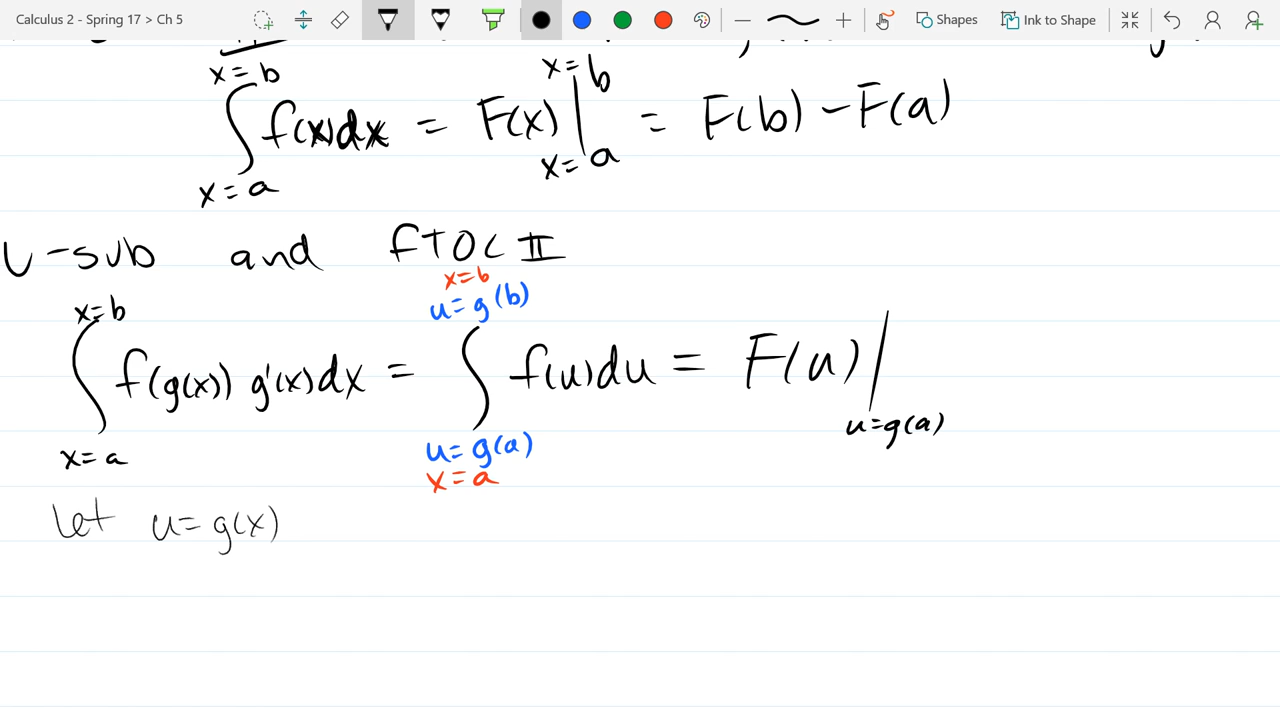 Calculus 2 - Spring 17 > Ch 5
Shapes
Ink to Shape
x=b
x=b
∫ f(x)dx = F(x) | = F(b) - F(a)
x=a
x=a
U-sub and FTOC II
x=b
x=b
u=g(b)
∫ f(g(x)) g'(x)dx = ∫ f(u)du = F(u) |
u=g(a)
x=a
u=g(a)
x=a
Let u=g(x)